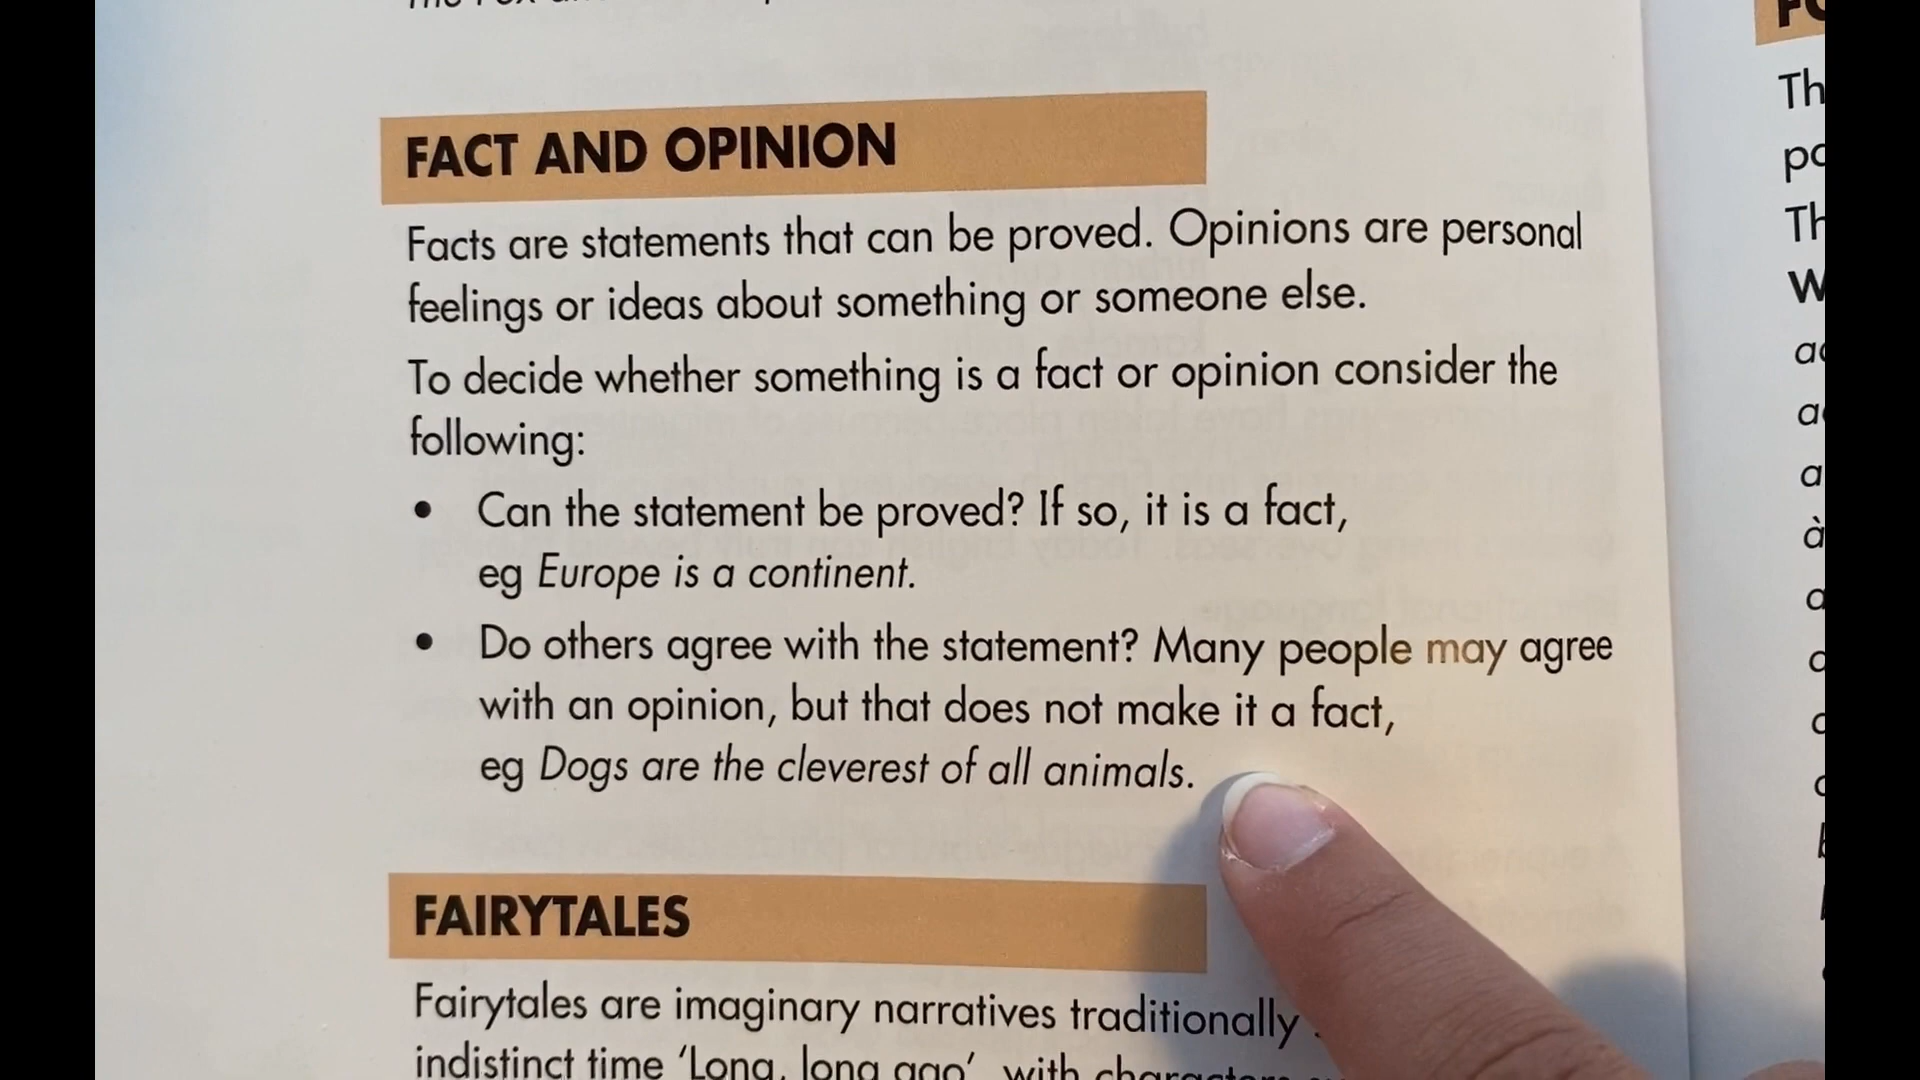 FACT AND OPINION
Facts are statements that can be proved. Opinions are personal
feelings or ideas about something or someone else.
To decide whether something is a fact or opinion consider the
following:
• Can the statement be proved? If so, it is a fact,
eg Europe is a continent.
• Do others agree with the statement? Many people may agree
with an opinion, but that does not make it a fact,
eg Dogs are the cleverest of all animals.
FAIRYTALES
Fairytales are imaginary narratives traditionally
indistinct time ‘Long, long ago’, with